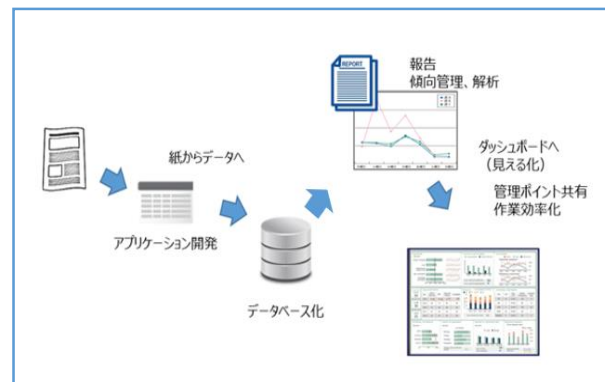 REPORT
報告
傾向管理、解析
紙からデータへ
ダッシュボードへ
(見える化)
管理ポイント共有
作業効率化
アプリケーション開発
データベース化